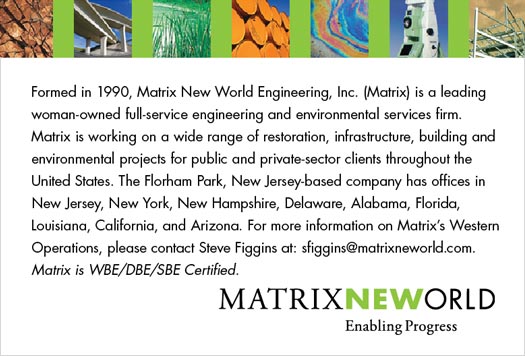 Formed in 1990, Matrix New World Engineering, Inc. (Matrix) is a leading
woman-owned full-service engineering and environmental services firm.
Matrix is working on a wide range of restoration, infrastructure, building and
environmental projects for public and private-sector clients throughout the
United States. The Florham Park, New Jersey-based company has offices in
New Jersey, New York, New Hampshire, Delaware, Alabama, Florida,
Louisiana, California, and Arizona. For more information on Matrix's Western
Operations, please contact Steve Figgins at: sfiggins@matrixneworld.com.
Matrix is WBE/DBE/SBE Certified.
MATRIXNEWORLD
Enabling Progress